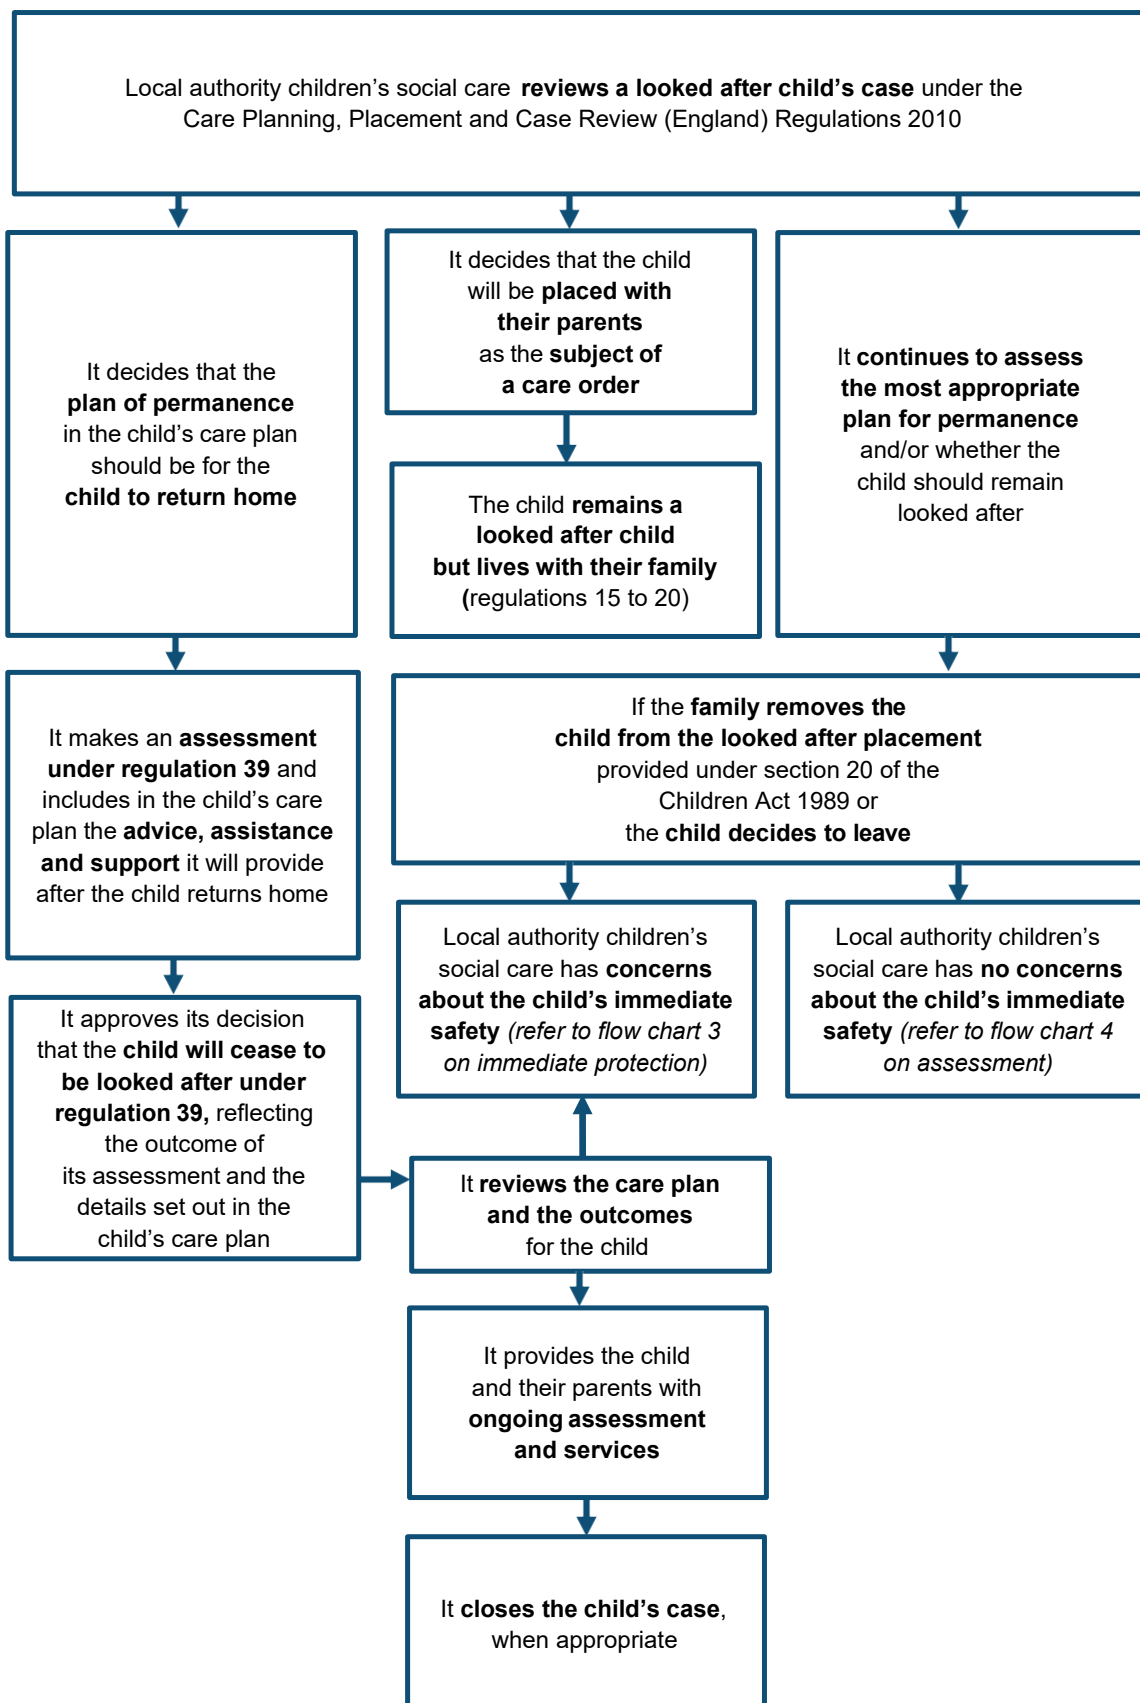 Local authority children’s social care reviews a looked after child’s case under the
Care Planning, Placement and Case Review (England) Regulations 2010
It decides that the
plan of permanence
in the child’s care plan
should be for the
child to return home
It decides that the child
will be placed with
their parents
as the subject of
a care order
The child remains a
looked after child
but lives with their family
(regulations 15 to 20)
It continues to assess
the most appropriate
plan for permanence
and/or whether the
child should remain
looked after
It makes an assessment
under regulation 39 and
includes in the child’s care
plan the advice, assistance
and support it will provide
after the child returns home
If the family removes the
child from the looked after placement
provided under section 20 of the
Children Act 1989 or
the child decides to leave
Local authority children’s
social care has concerns
about the child’s immediate
safety (refer to flow chart 3
on immediate protection)
Local authority children’s
social care has no concerns
about the child’s immediate
safety (refer to flow chart 4
on assessment)
It approves its decision
that the child will cease to
be looked after under
regulation 39, reflecting
the outcome of
its assessment and the
details set out in the
child’s care plan
It reviews the care plan
and the outcomes
for the child
It provides the child
and their parents with
ongoing assessment
and services
It closes the child’s case,
when appropriate